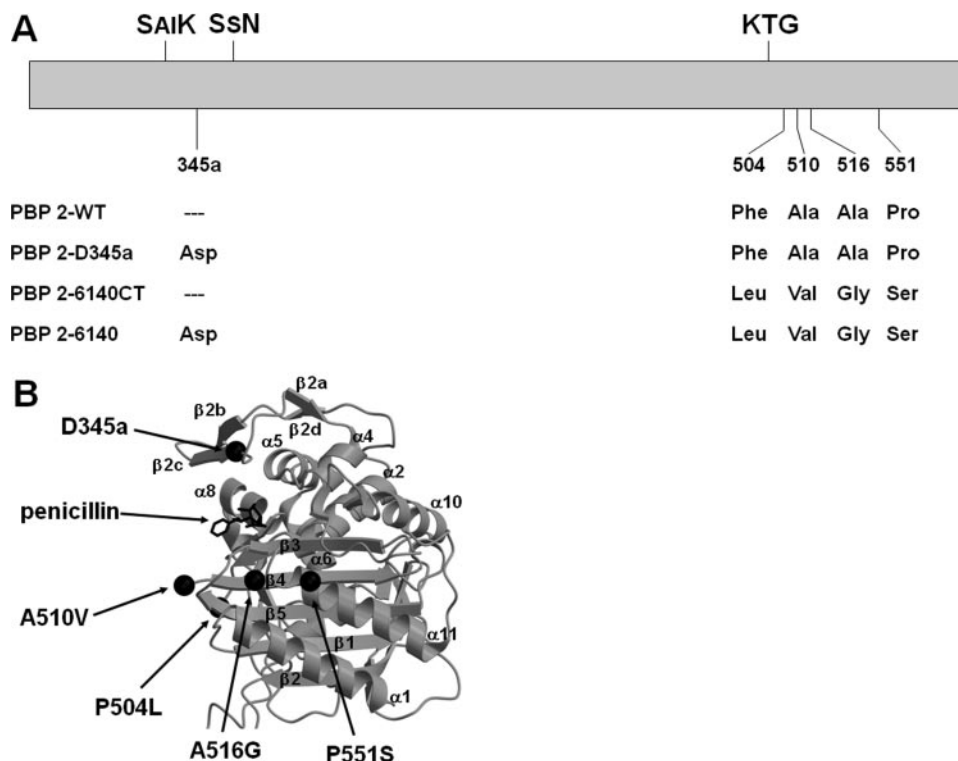 A
SAIK SSN KTG
345a 504 510 516 551
PBP 2-WT --- Phe Ala Ala Pro
PBP 2-D345a Asp Phe Ala Ala Pro
PBP 2-6140CT --- Leu Val Gly Ser
PBP 2-6140 Asp Leu Val Gly Ser
B
β2a
β2b
D345a β2d
α5 α4
β2c
α2
α8
α10
penicillin
β3
α6
β4
A510V
β5
β1 α11
β2
P504L α1
A516G P551S